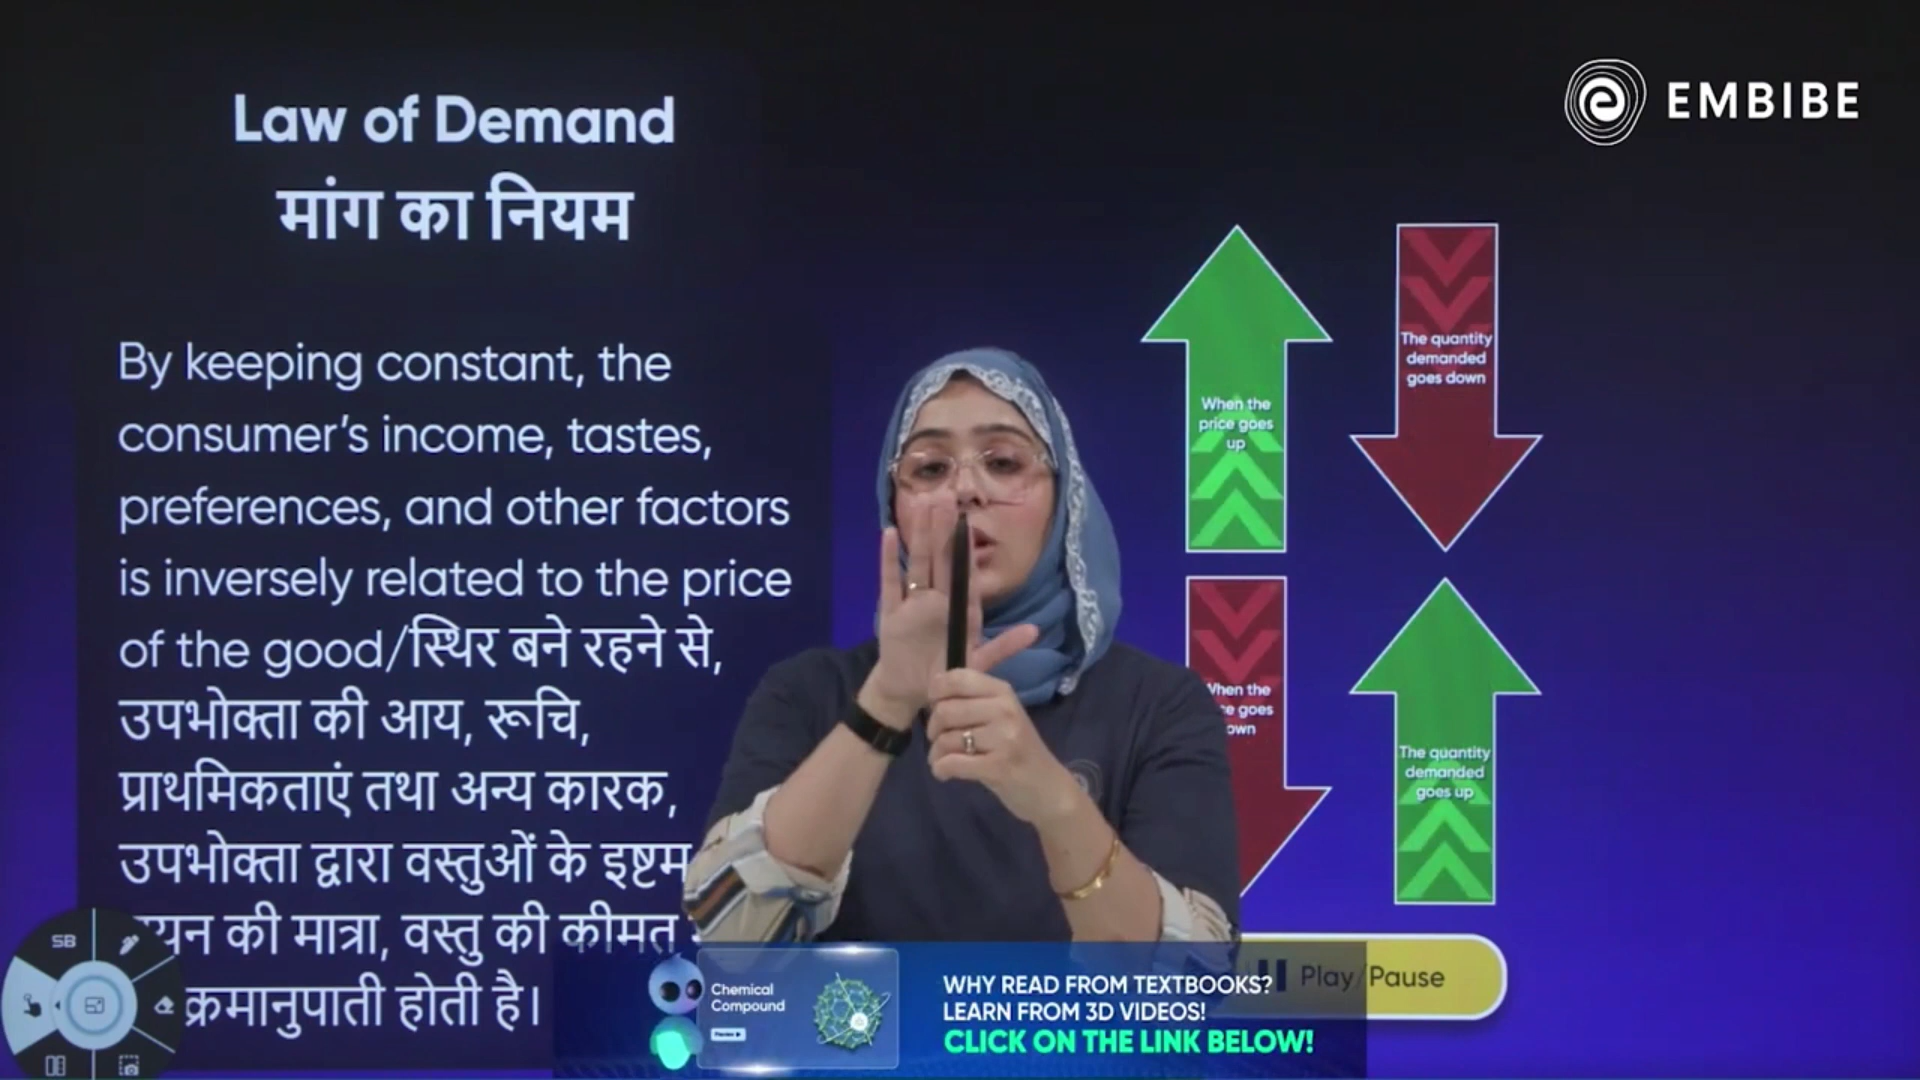 Law of Demand
मांग का नियम
By keeping constant, the
consumer's income, tastes,
preferences, and other factors
is inversely related to the price
of the good/स्थिर बने रहने से,
उपभोक्ता की आय, रूचि,
प्राथमिकताएं तथा अन्य कारक,
उपभोक्ता द्वारा वस्तुओं के इष्टम
की मात्रा, वस्तु की कीमत
क्रमानुपाती होती है।
EMBIBE
When the
price goes
up
The quantity
demanded
goes down
When the
goes
The quantity
demanded
goes up
Play/Pause
SB
Chemical
Compound
WHY READ FROM TEXTBOOKS?
LEARN FROM 3D VIDEOS!
CLICK ON THE LINK BELOW!